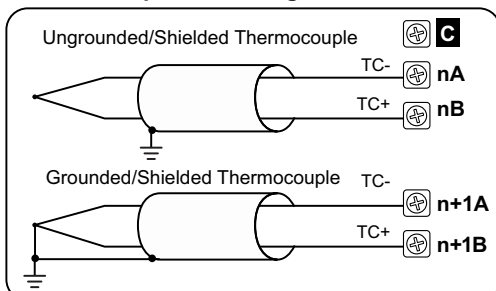 Ungrounded/Shielded Thermocouple
C
TC-
nA
TC+
nB
Grounded/Shielded Thermocouple
TC-
n+1A
TC+
n+1B